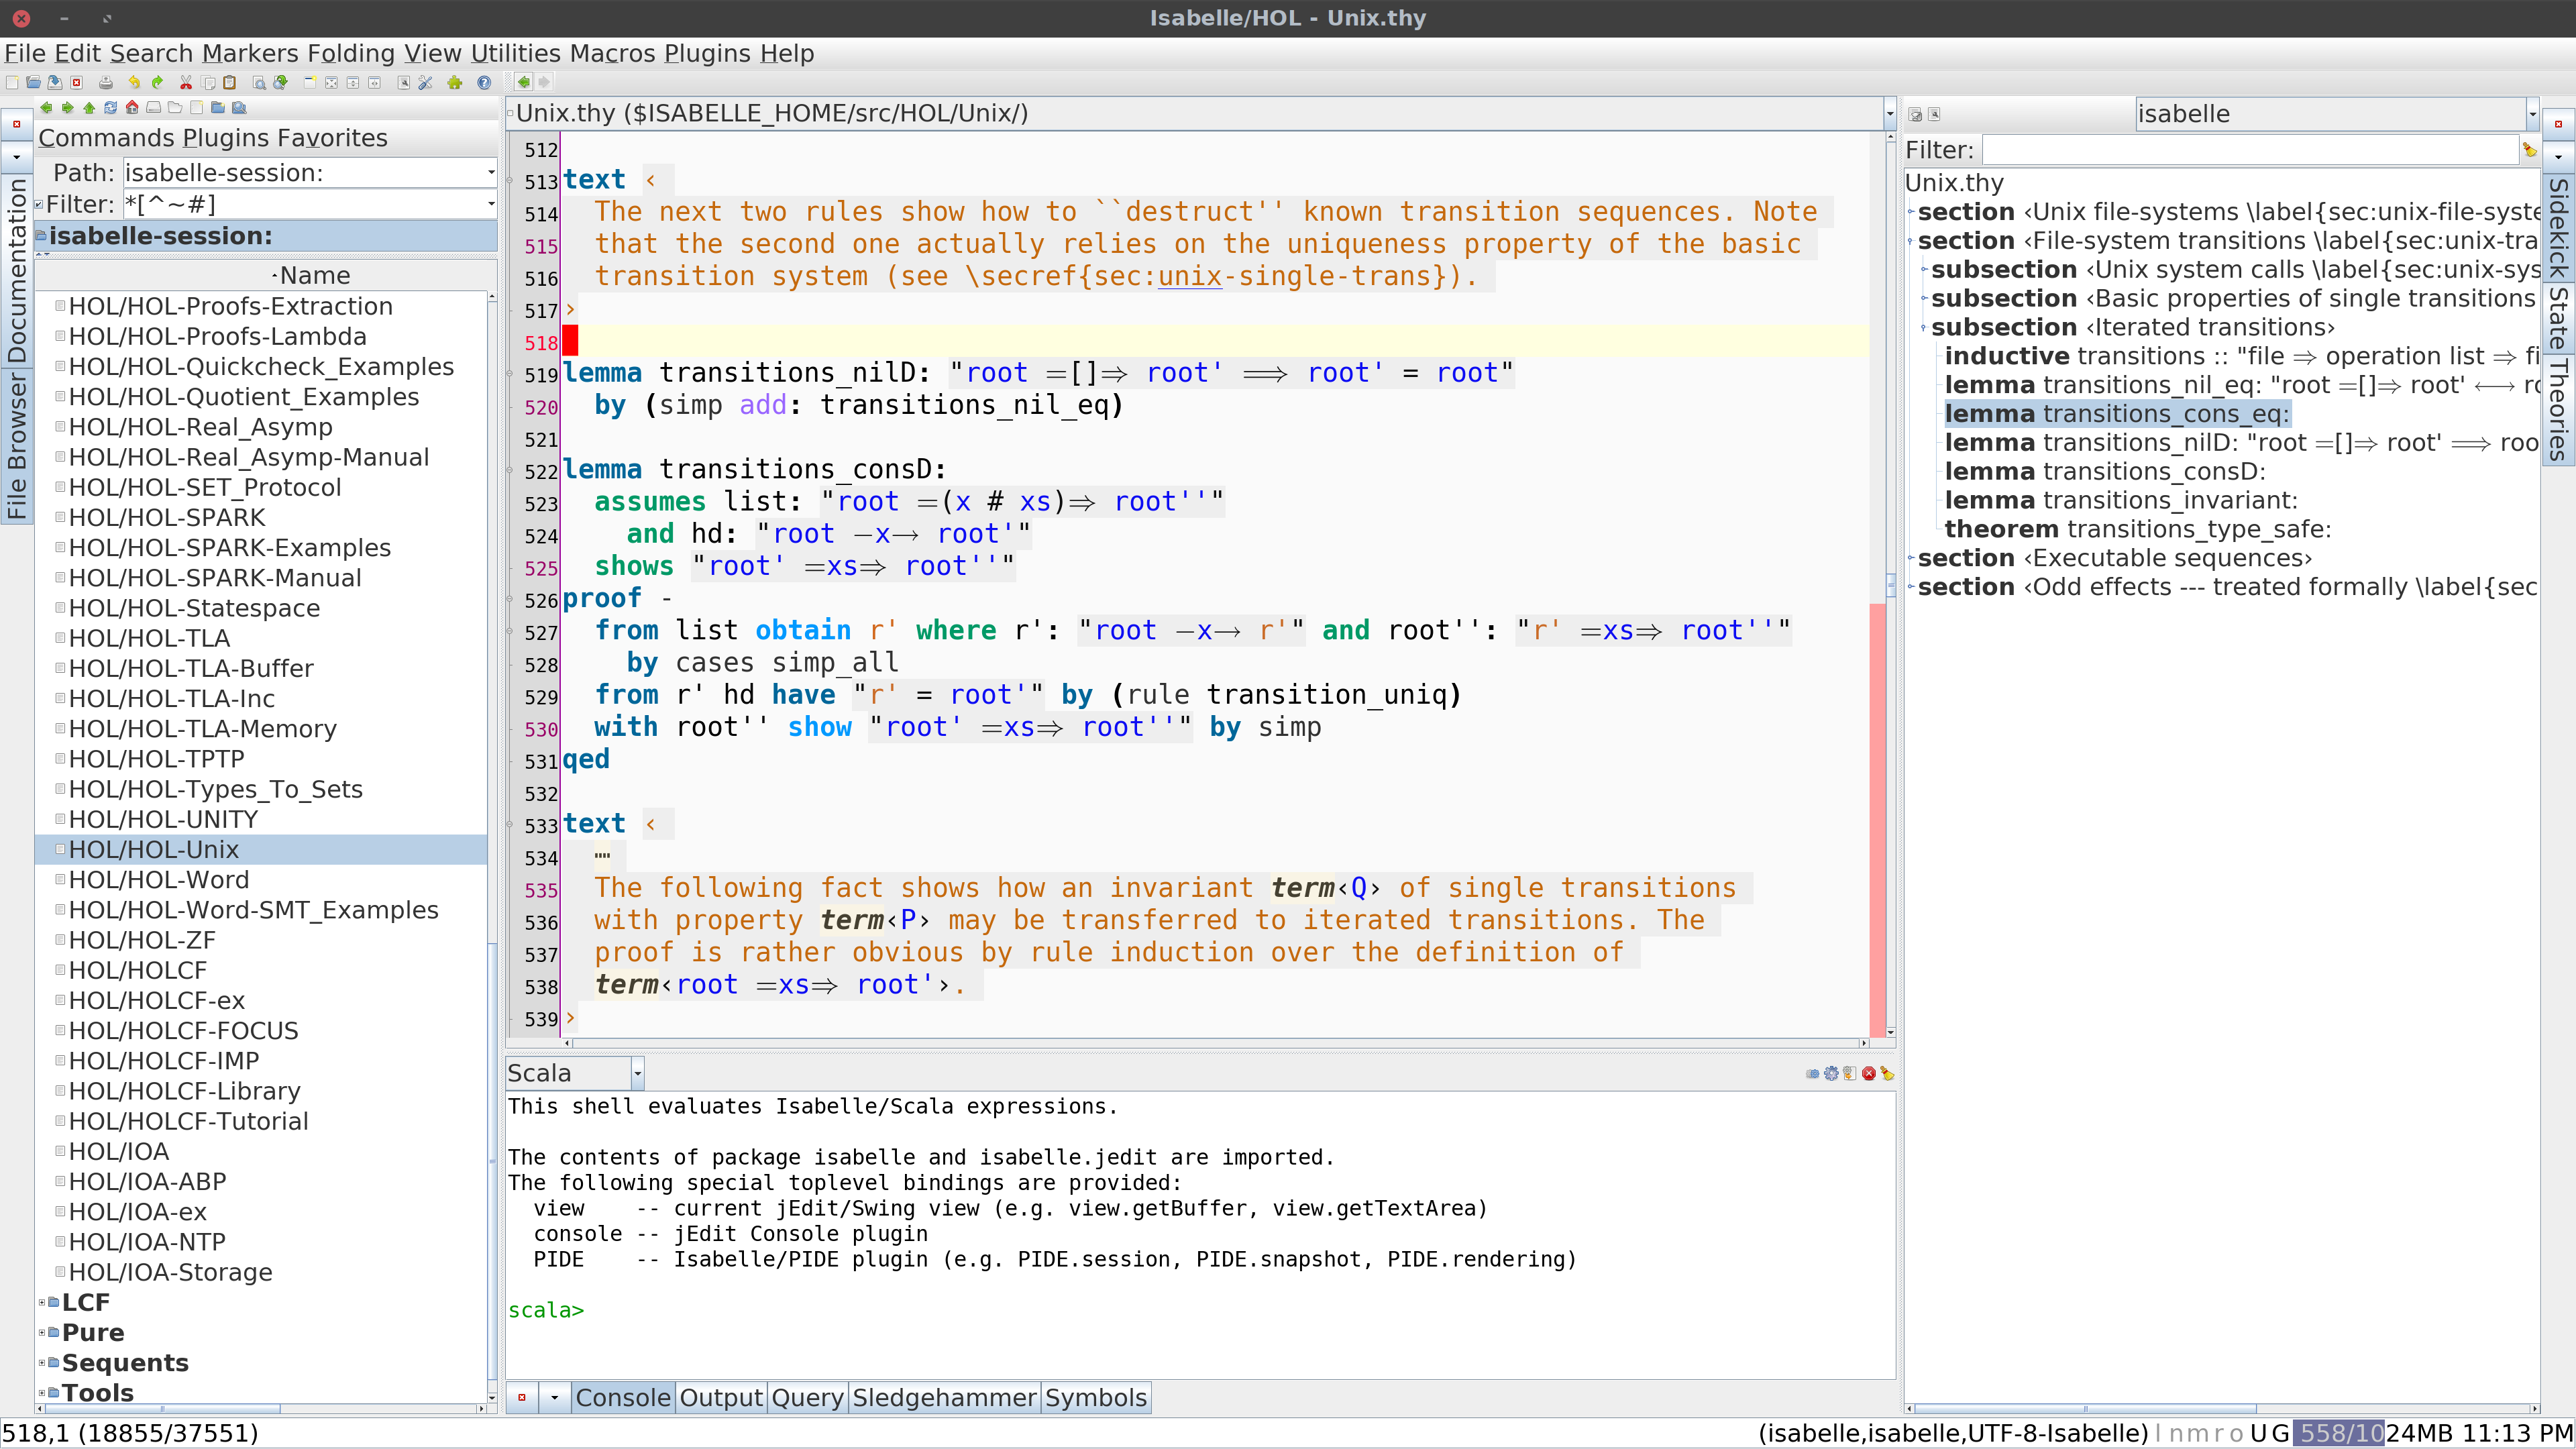 Isabelle/HOL - Unix.thy
File Edit Search Markers Folding View Utilities Macros Plugins Help
Commands Plugins Favorites
Path: isabelle-session:
Filter: *[^~#]
isabelle-session:
Name
HOL/HOL-Proofs-Extraction
HOL/HOL-Proofs-Lambda
HOL/HOL-Quickcheck_Examples
HOL/HOL-Quotient_Examples
HOL/HOL-Real_Asymp
HOL/HOL-Real_Asymp-Manual
HOL/HOL-SET_Protocol
HOL/HOL-SPARK
HOL/HOL-SPARK-Examples
HOL/HOL-SPARK-Manual
HOL/HOL-Statespace
HOL/HOL-TLA
HOL/HOL-TLA-Buffer
HOL/HOL-TLA-Inc
HOL/HOL-TLA-Memory
HOL/HOL-TPTP
HOL/HOL-Types_To_Sets
HOL/HOL-UNITY
HOL/HOL-Unix
HOL/HOL-Word
HOL/HOL-Word-SMT_Examples
HOL/HOL-ZF
HOL/HOLCF
HOL/HOLCF-ex
HOL/HOLCF-FOCUS
HOL/HOLCF-IMP
HOL/HOLCF-Library
HOL/HOLCF-Tutorial
HOL/IOA
HOL/IOA-ABP
HOL/IOA-ex
HOL/IOA-NTP
HOL/IOA-Storage
LCF
Pure
Sequents
Tools
Documentation
File Browser
Unix.thy ($ISABELLE_HOME/src/HOL/Unix/)
512
513 text ‹
514 The next two rules show how to ``destruct'' known transition sequences. Note
515 that the second one actually relies on the uniqueness property of the basic
516 transition system (see \secref{sec:unix-single-trans}).
517 ›
518
519 lemma transitions_nilD: "root =[]⇒ root' ⟹ root' = root"
520 by (simp add: transitions_nil_eq)
521
522 lemma transitions_consD:
523 assumes list: "root =(x # xs)⇒ root''"
524 and hd: "root ─x→ root'"
525 shows "root' =xs⇒ root''"
526 proof -
527 from list obtain r' where r': "root ─x→ r'" and root'': "r' =xs⇒ root''"
528 by cases simp_all
529 from r' hd have "r' = root'" by (rule transition_uniq)
530 with root'' show "root' =xs⇒ root''" by simp
531 qed
532
533 text ‹
534
535 The following fact shows how an invariant term‹Q› of single transitions
536 with property term‹P› may be transferred to iterated transitions. The
537 proof is rather obvious by rule induction over the definition of
538 term‹root =xs⇒ root'›.
539 ›
Scala
This shell evaluates Isabelle/Scala expressions.
The contents of package isabelle and isabelle.jedit are imported.
The following special toplevel bindings are provided:
view -- current jEdit/Swing view (e.g. view.getBuffer, view.getTextArea)
console -- jEdit Console plugin
PIDE -- Isabelle/PIDE plugin (e.g. PIDE.session, PIDE.snapshot, PIDE.rendering)
scala>
Console Output Query Sledgehammer Symbols
isabelle
Filter:
Unix.thy
section ‹Unix file-systems \label{sec:unix-file-syste
section ‹File-system transitions \label{sec:unix-tra
subsection ‹Unix system calls \label{sec:unix-sys
subsection ‹Basic properties of single transitions
subsection ‹Iterated transitions›
inductive transitions :: "file ⇒ operation list ⇒ fi
lemma transitions_nil_eq: "root =[]⇒ root' ⟷ ro
lemma transitions_cons_eq:
lemma transitions_nilD: "root =[]⇒ root' ⟹ roo
lemma transitions_consD:
lemma transitions_invariant:
theorem transitions_type_safe:
section ‹Executable sequences›
section ‹Odd effects --- treated formally \label{sec
Sidekick
State
Theories
518,1 (18855/37551)
(isabelle,isabelle,UTF-8-Isabelle) l n m r o U G 558/1024MB 11:13 PM